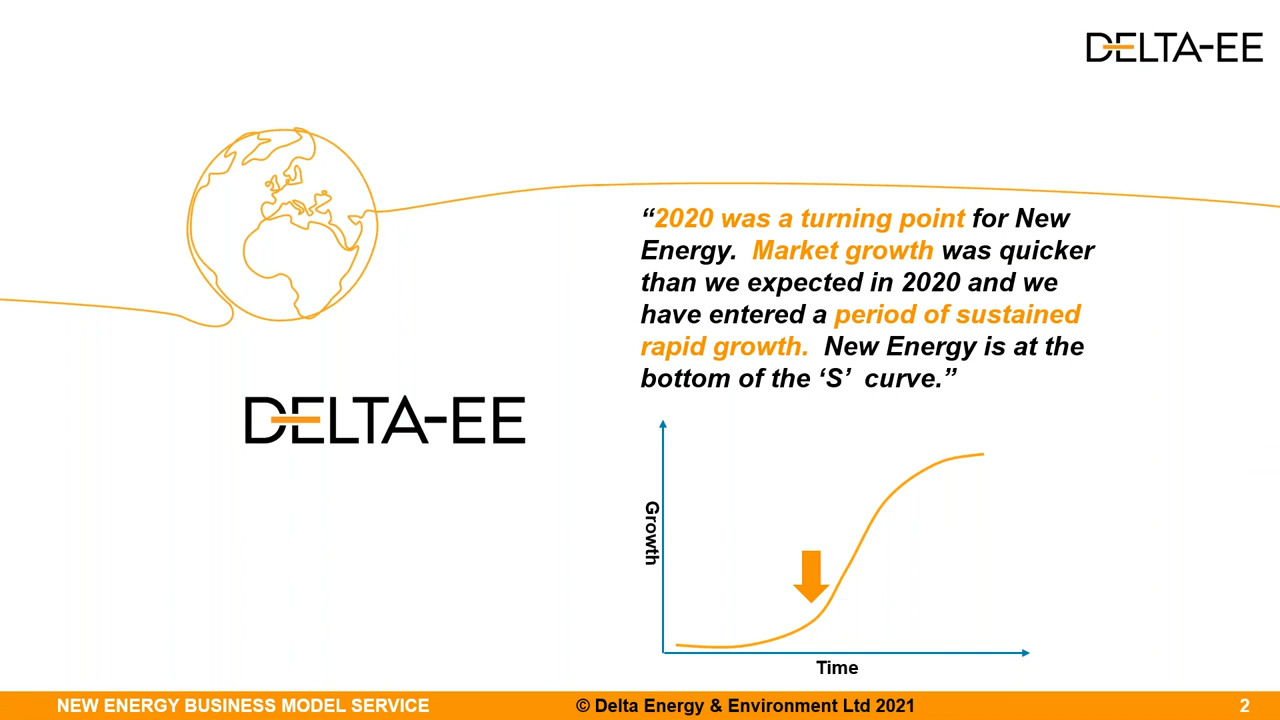 DELTA-EE
“2020 was a turning point for New
Energy.  Market growth was quicker
than we expected in 2020 and we
have entered a period of sustained
rapid growth.  New Energy is at the
bottom of the ‘S’  curve.”
DELTA-EE
Growth
Time
NEW ENERGY BUSINESS MODEL SERVICE
© Delta Energy & Environment Ltd 2021
2